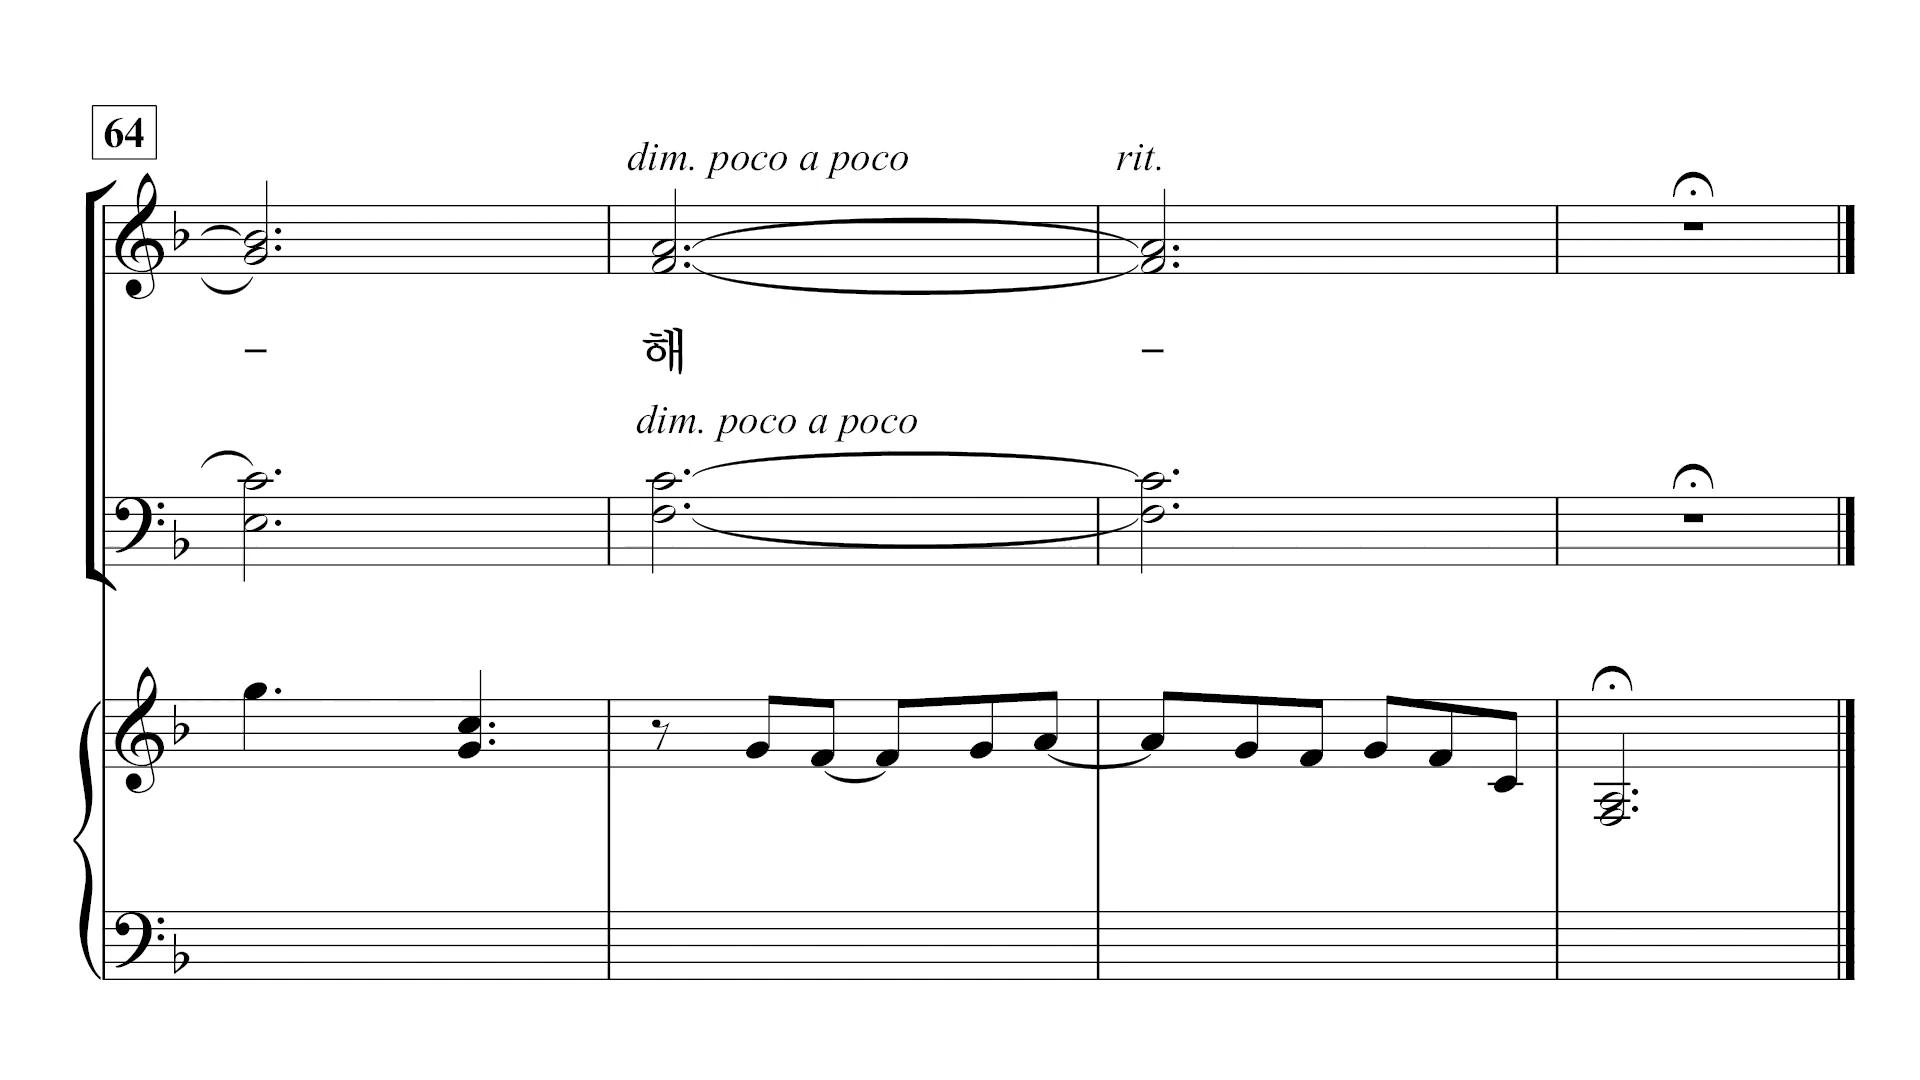 64
dim. poco a poco
rit.
– 해 –
dim. poco a poco